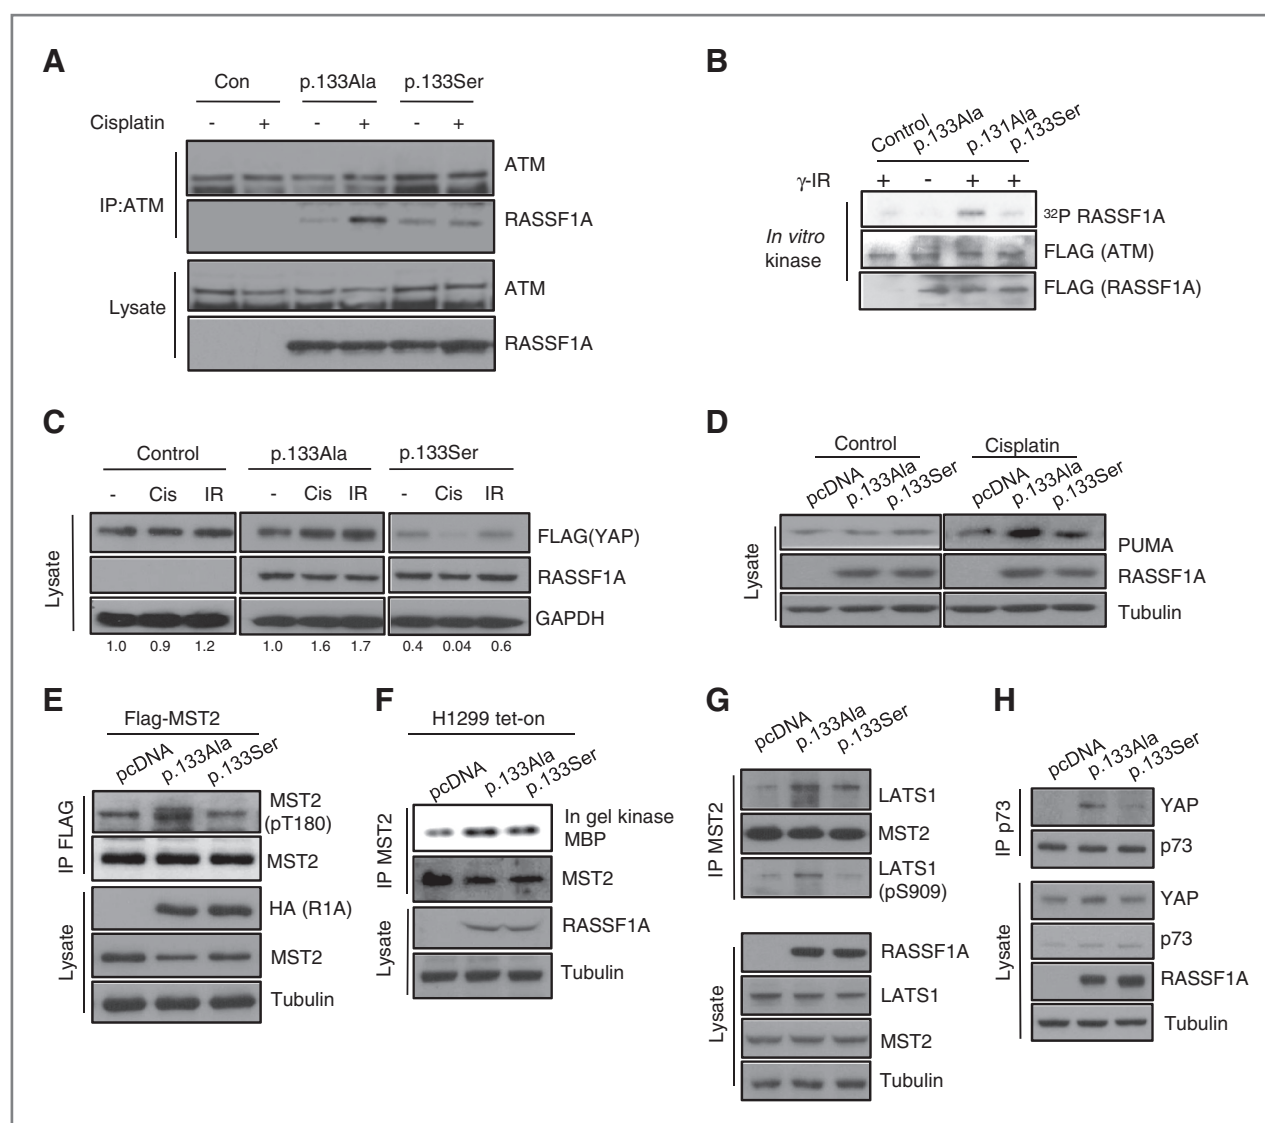 A
Con p.133Ala p.133Ser
Cisplatin - + - + - +
IP:ATM
ATM
RASSF1A
Lysate
ATM
RASSF1A
B
Control p.133Ala p.131Ala p.133Ser
γ-IR + - + +
In vitro
kinase
32P RASSF1A
FLAG (ATM)
FLAG (RASSF1A)
C
Control p.133Ala p.133Ser
- Cis IR - Cis IR - Cis IR
Lysate
FLAG(YAP)
RASSF1A
GAPDH
1.0 0.9 1.2 1.0 1.6 1.7 0.4 0.04 0.6
D
Control Cisplatin
pcDNA p.133Ala p.133Ser pcDNA p.133Ala p.133Ser
Lysate
PUMA
RASSF1A
Tubulin
E
Flag-MST2
pcDNA p.133Ala p.133Ser
IP FLAG
MST2
(pT180)
MST2
Lysate
HA (R1A)
MST2
Tubulin
F
H1299 tet-on
pcDNA p.133Ala p.133Ser
IP MST2
In gel kinase
MBP
MST2
Lysate
RASSF1A
Tubulin
G
pcDNA p.133Ala p.133Ser
IP MST2
LATS1
MST2
LATS1
(pS909)
Lysate
RASSF1A
LATS1
MST2
Tubulin
H
pcDNA p.133Ala p.133Ser
IP p73
YAP
p73
Lysate
YAP
p73
RASSF1A
Tubulin